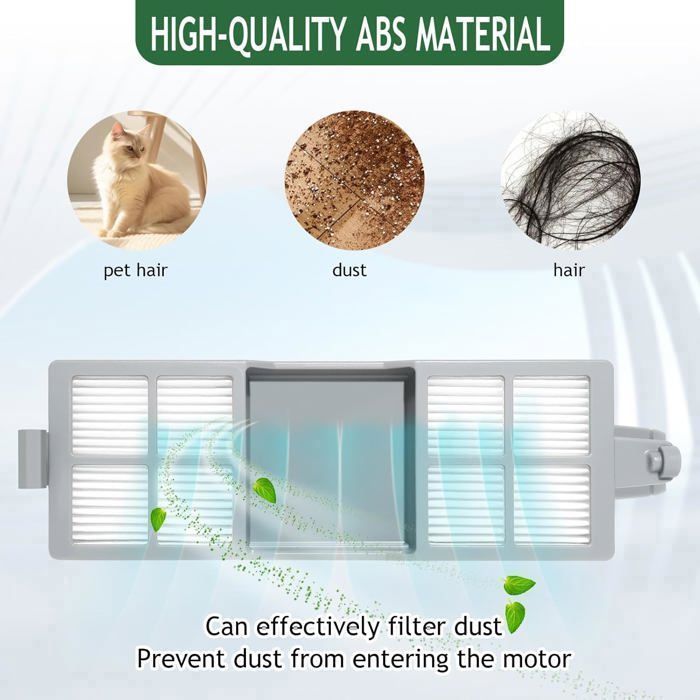 HIGH-QUALITY ABS MATERIAL
pet hair
dust
hair
Can effectively filter dust
Prevent dust from entering the motor